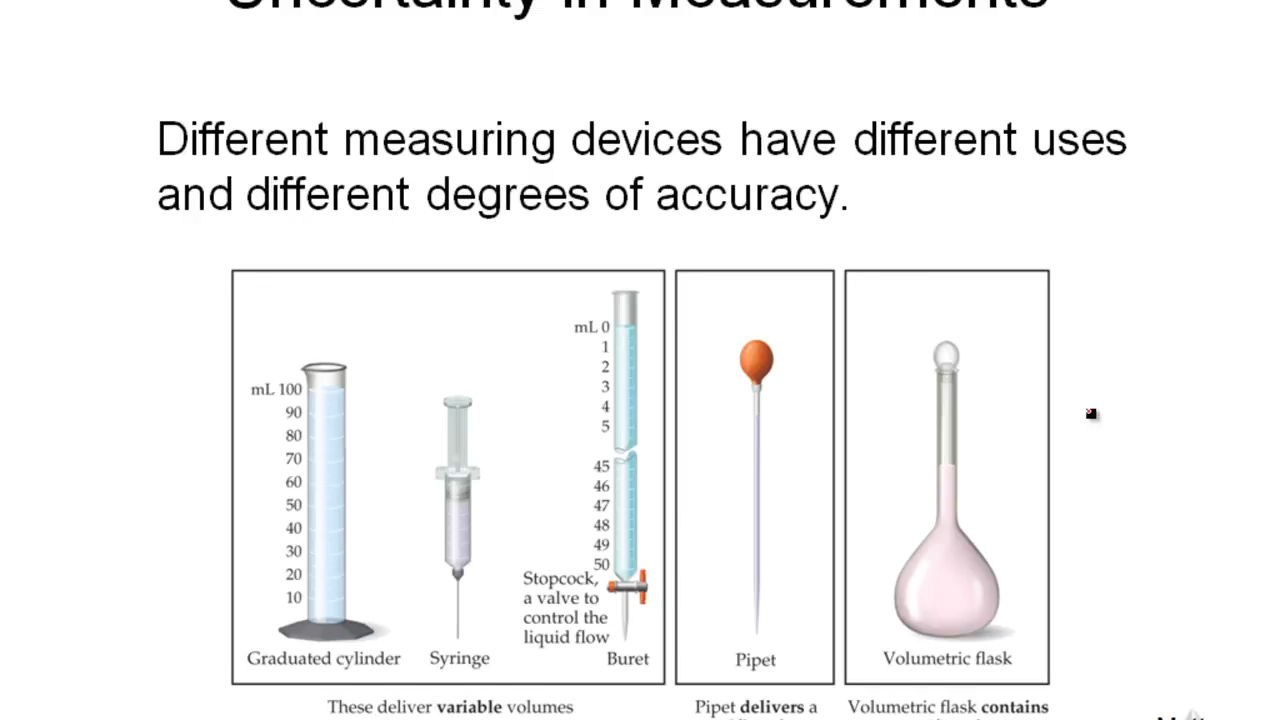 Uncertainty in Measurements
Different measuring devices have different uses
and different degrees of accuracy.
mL 100
90
80
70
60
50
40
30
20
10
Graduated cylinder
Syringe
mL 0
1
2
3
4
5
45
46
47
48
49
50
Stopcock,
a valve to
control the
liquid flow
Buret
Pipet
Volumetric flask
These deliver variable volumes
Pipet delivers a
Volumetric flask contains